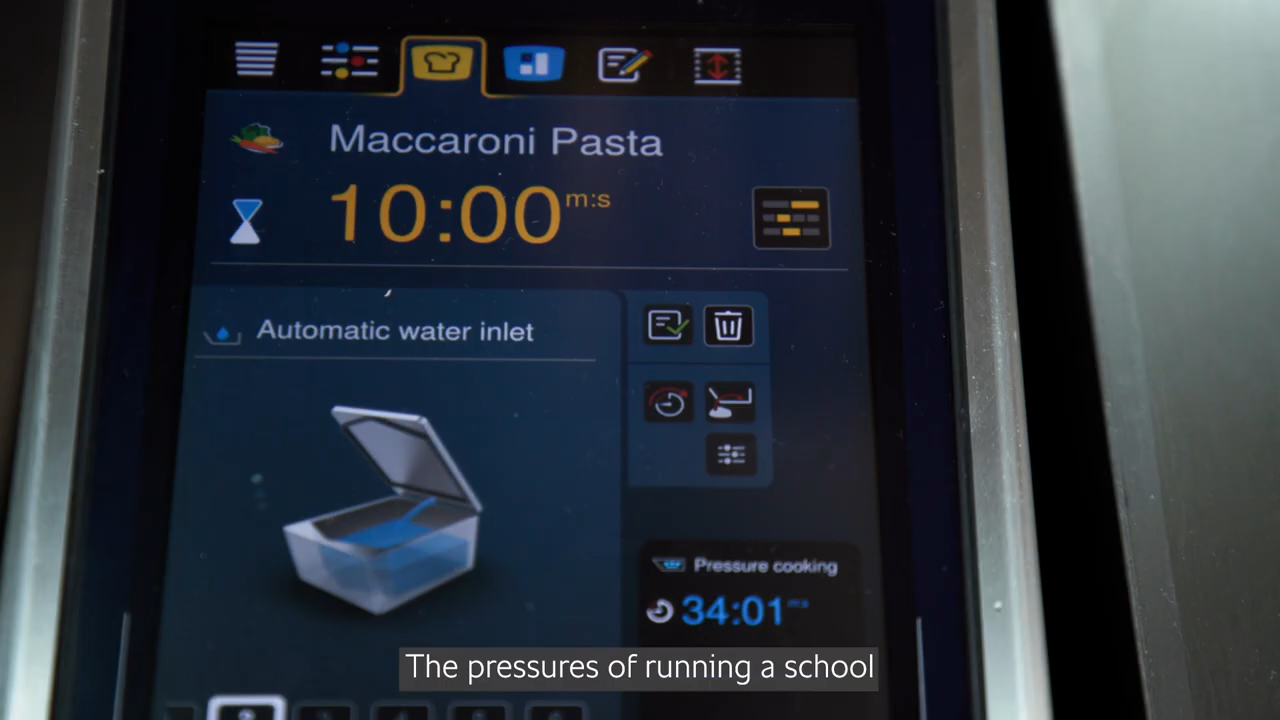 Maccaroni Pasta
10:00 m:s
Automatic water inlet
Pressure cooking
34:01 m:s
The pressures of running a school